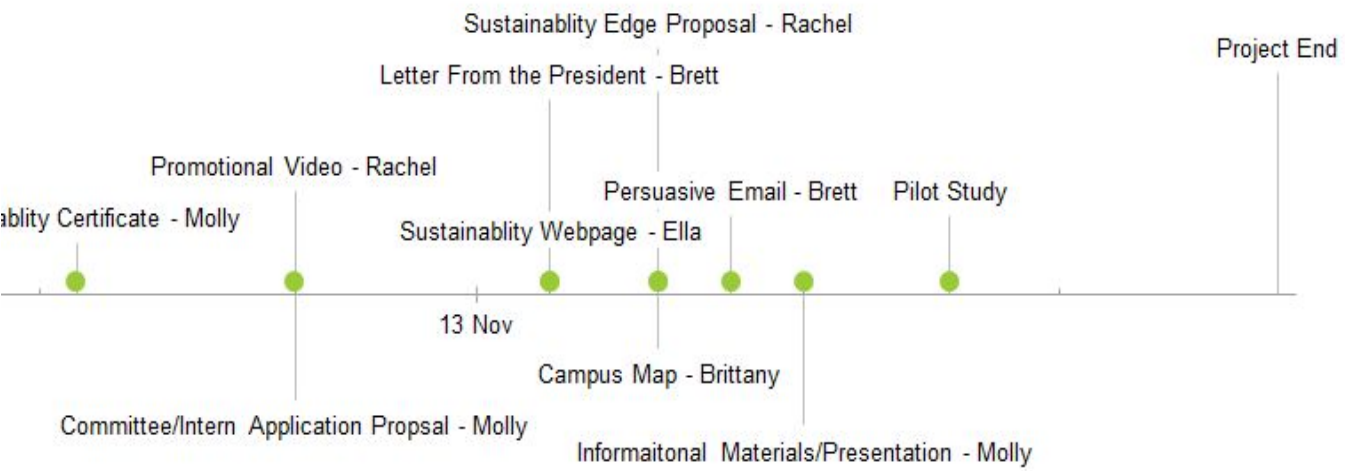 Sustainablity Edge Proposal - Rachel
Project End
Letter From the President - Brett
Promotional Video - Rachel
Persuasive Email - Brett
Pilot Study
ablity Certificate - Molly
Sustainablity Webpage - Ella
13 Nov
Campus Map - Brittany
Committee/Intern Application Propsal - Molly
Informaitonal Materials/Presentation - Molly